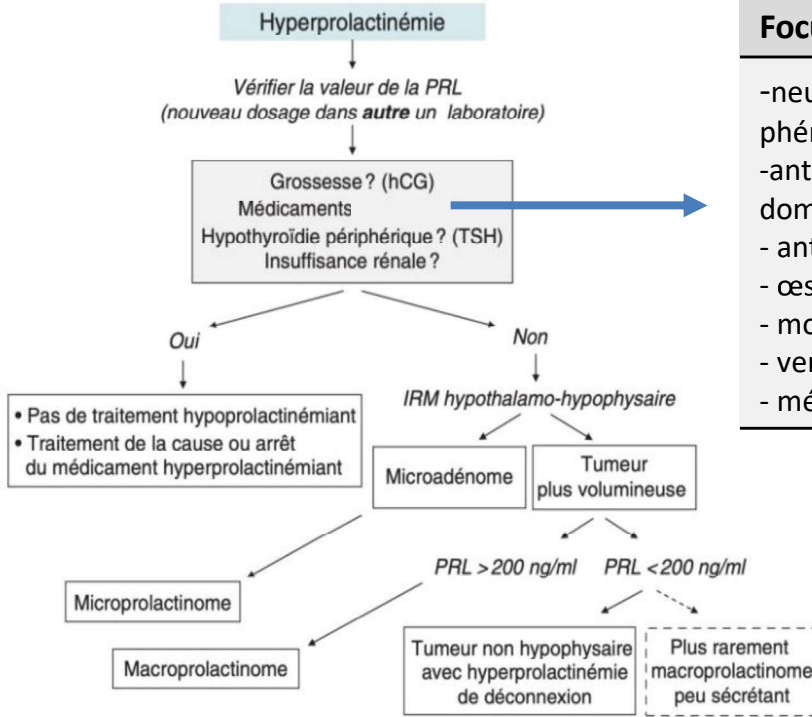 Hyperprolactinémie
Vérifier la valeur de la PRL
(nouveau dosage dans autre un laboratoire)
Grossesse ? (hCG)
Médicaments
Hypothyroïdie périphérique ? (TSH)
Insuffisance rénale ?
Oui
Non
• Pas de traitement hypoprolactinémiant
• Traitement de la cause ou arrêt
du médicament hyperprolactinémiant
IRM hypothalamo-hypophysaire
Microadénome
Tumeur
plus volumineuse
PRL > 200 ng/ml
PRL < 200 ng/ml
Microprolactinome
Macroprolactinome
Tumeur non hypophysaire
avec hyperprolactinémie
de déconnexion
Plus rarement
macroprolactinome
peu sécrétant
-
-
-ant
dom
- ant
- œs
- mo
- ver
- mé